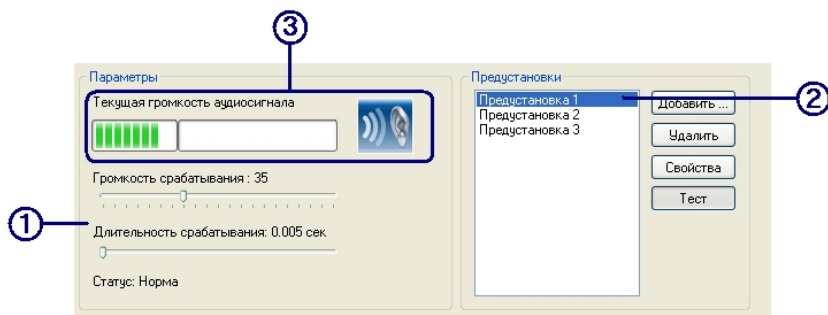 ③
Параметры
Текущая громкость аудиосигнала
Громкость срабатывания : 35
①
Длительность срабатывания: 0.005 сек
Статус: Норма
Предустановки
Предустановка 1
Предустановка 2
Предустановка 3
②
Добавить ...
Удалить
Свойства
Тест